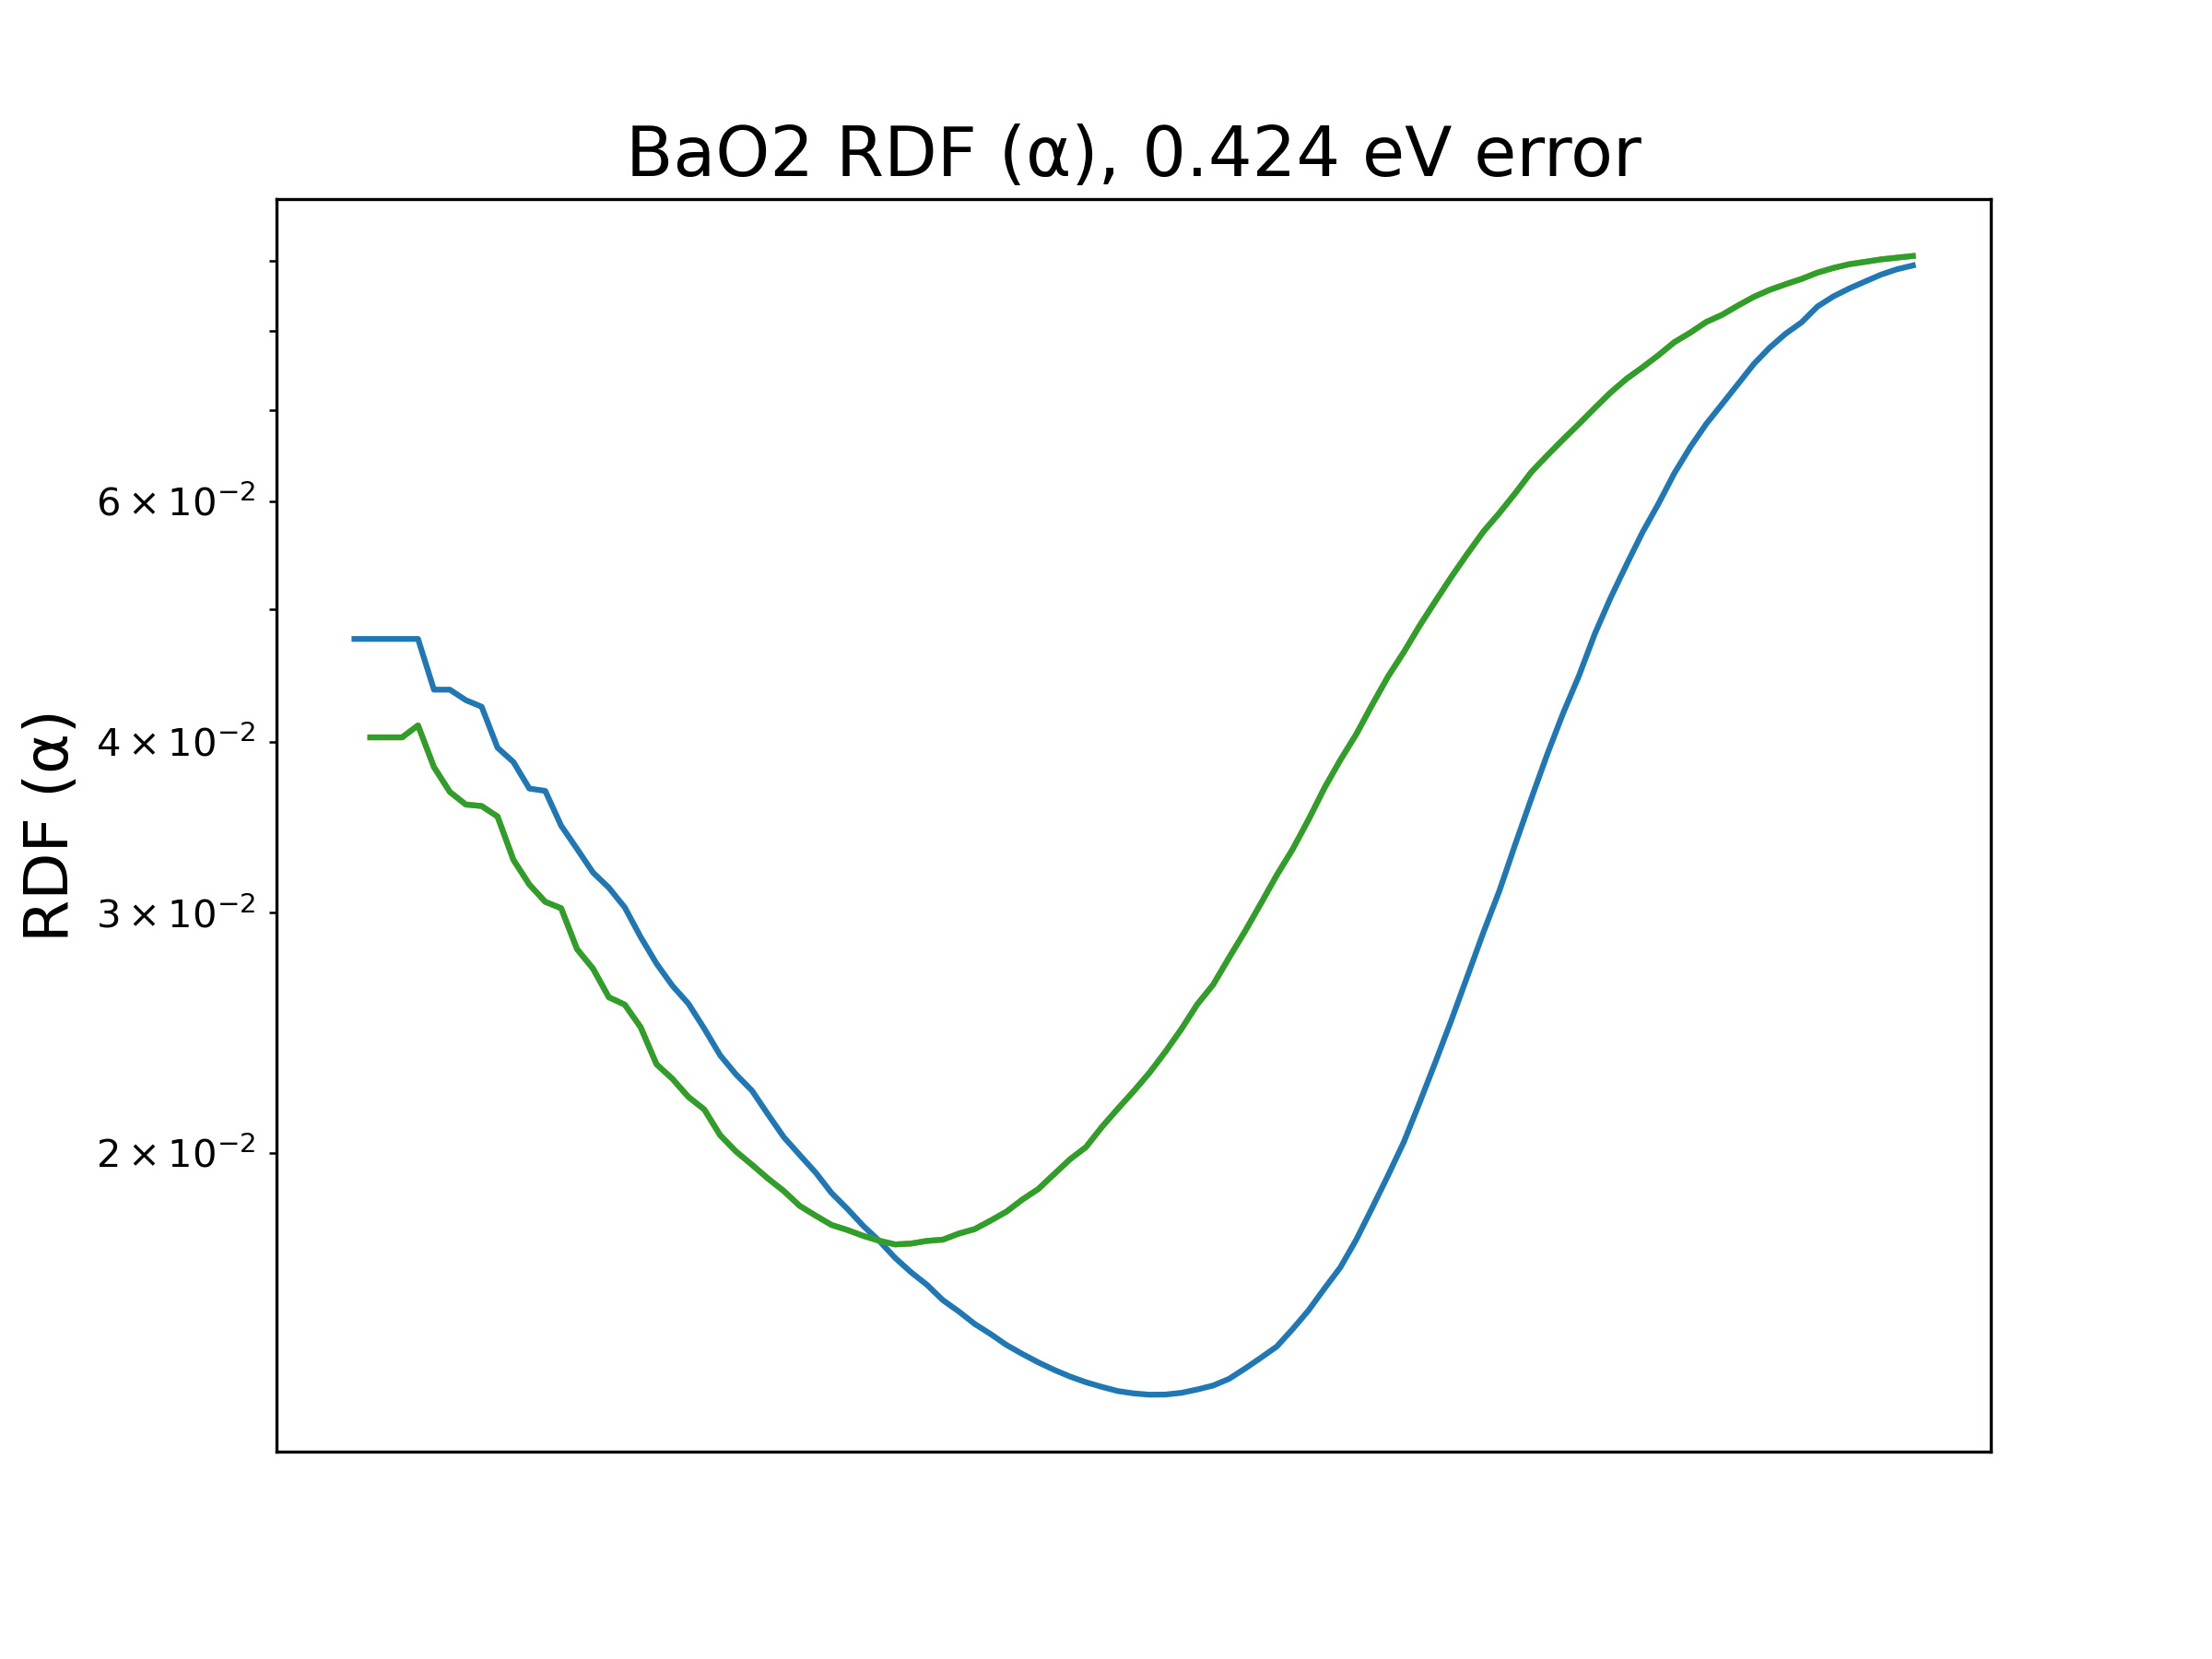 BaO2 RDF (α), 0.424 eV error
RDF (α)
6 × 10⁻²
4 × 10⁻²
3 × 10⁻²
2 × 10⁻²